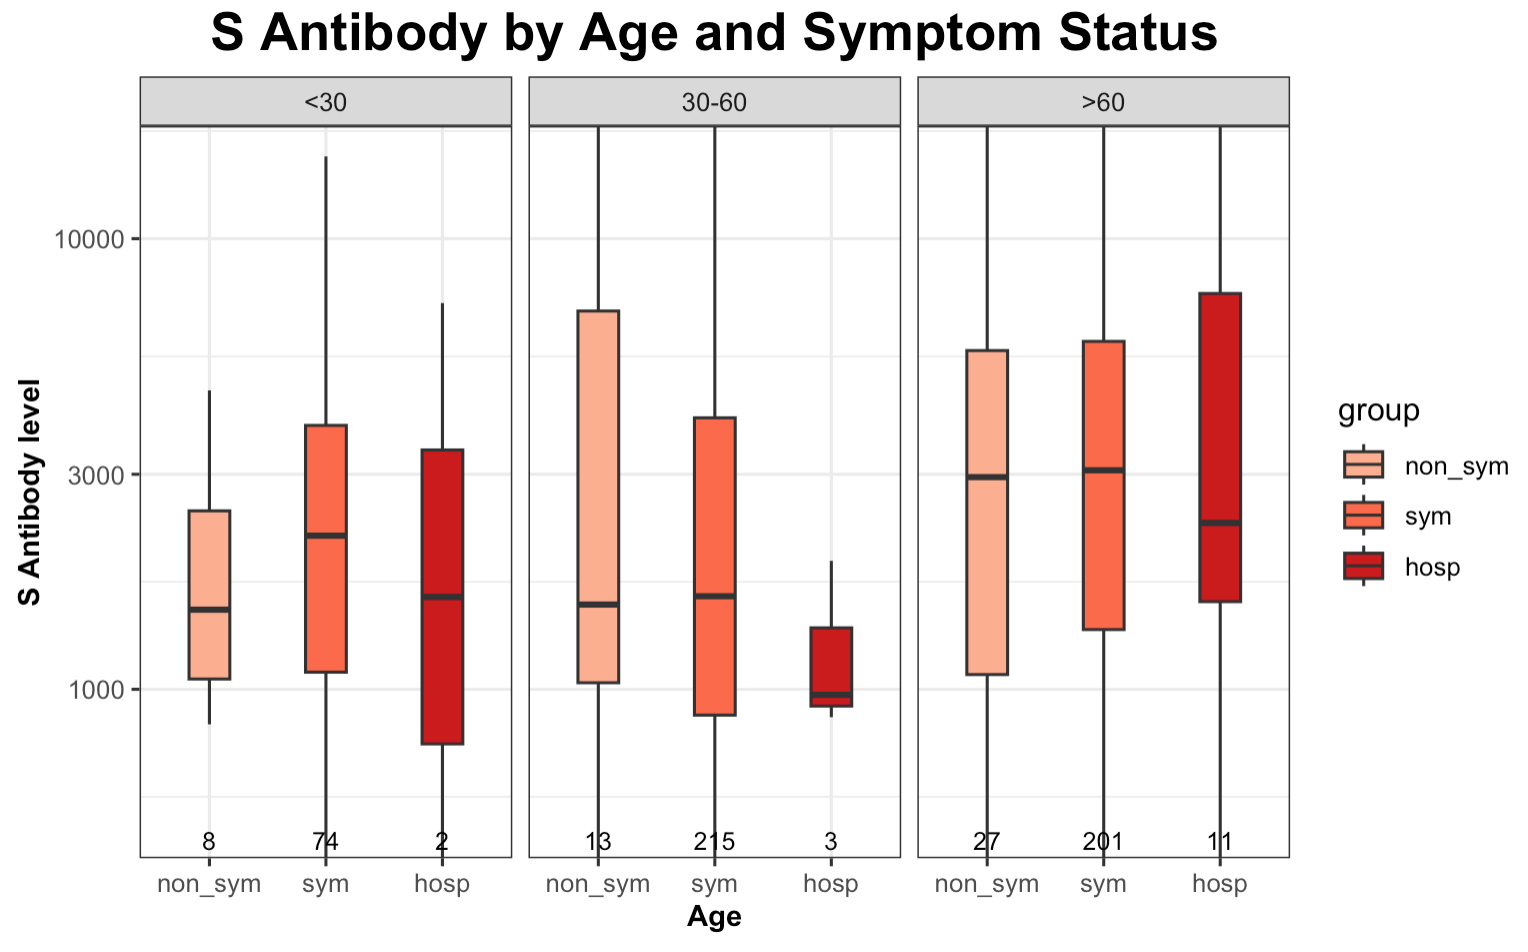 S Antibody by Age and Symptom Status
<30
30-60
>60
10000
3000
1000
S Antibody level
8
74
2
13
215
3
27
201
11
non_sym
sym
hosp
non_sym
sym
hosp
non_sym
sym
hosp
Age
group
non_sym
sym
hosp